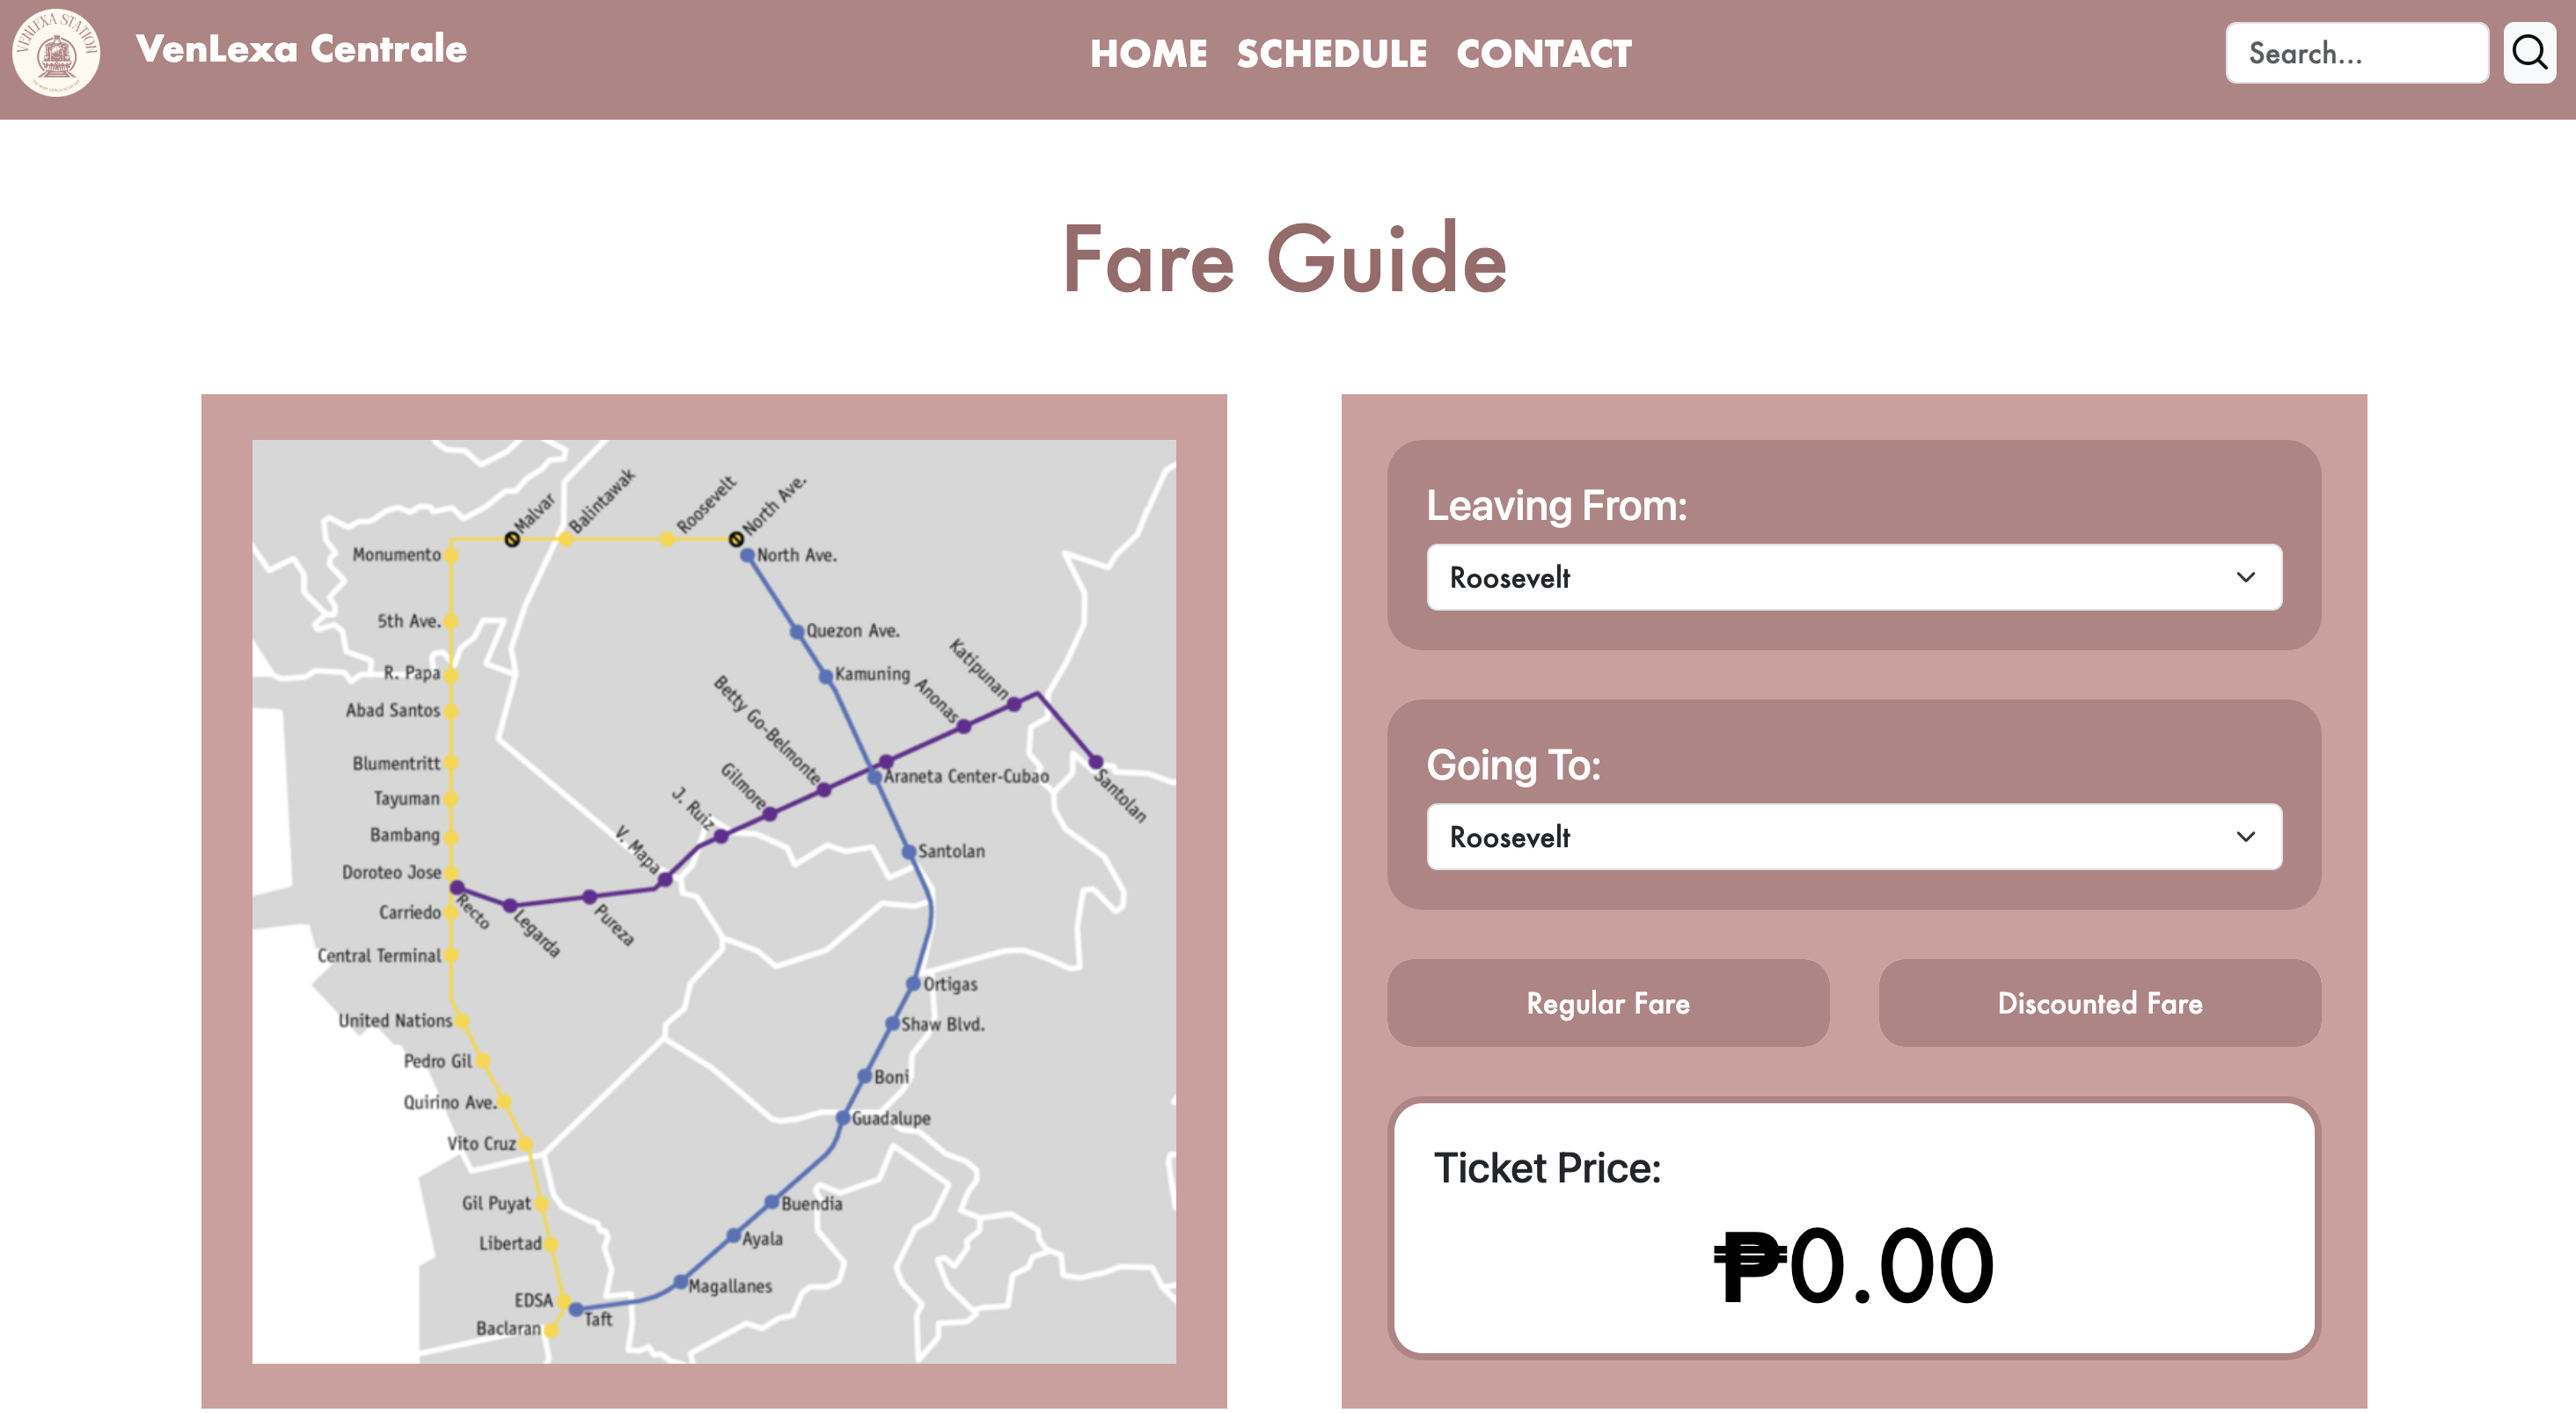 VENLEXA STATION
VenLexa Centrale
HOME SCHEDULE CONTACT
Search...
Fare Guide
Malvar
Balintawak
Roosevelt
North Ave.
Monumento
North Ave.
5th Ave.
Quezon Ave.
R. Papa
Kamuning
Katipunan
Anonas
Betty Go-Belmonte
Abad Santos
Blumentritt
Araneta Center-Cubao
Gilmore
J. Ruiz
Santolan
Tayuman
Bambang
V. Mapa
Santolan
Doroteo Jose
Recto
Carriedo
Legarda
Pureza
Central Terminal
Ortigas
United Nations
Shaw Blvd.
Pedro Gil
Boni
Quirino Ave.
Guadalupe
Vito Cruz
Gil Puyat
Buendia
Libertad
Ayala
Magallanes
EDSA
Taft
Baclaran
Leaving From:
Roosevelt
Going To:
Roosevelt
Regular Fare
Discounted Fare
Ticket Price:
₱0.00